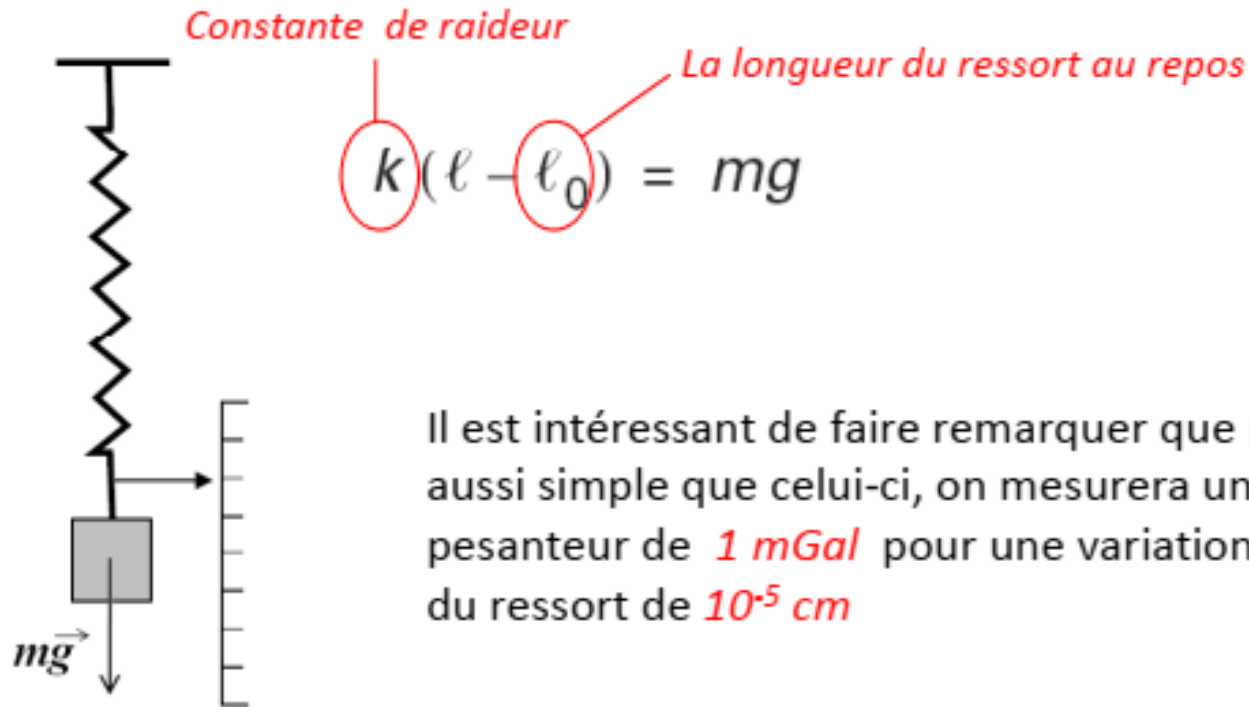 Constante de raideur
La longueur du ressort au repos
k(ℓ – ℓ₀) = mg
Il est intéressant de faire remarquer que
aussi simple que celui-ci, on mesurera un
pesanteur de 1 mGal pour une variation
du ressort de 10⁻⁵ cm
mg⃗